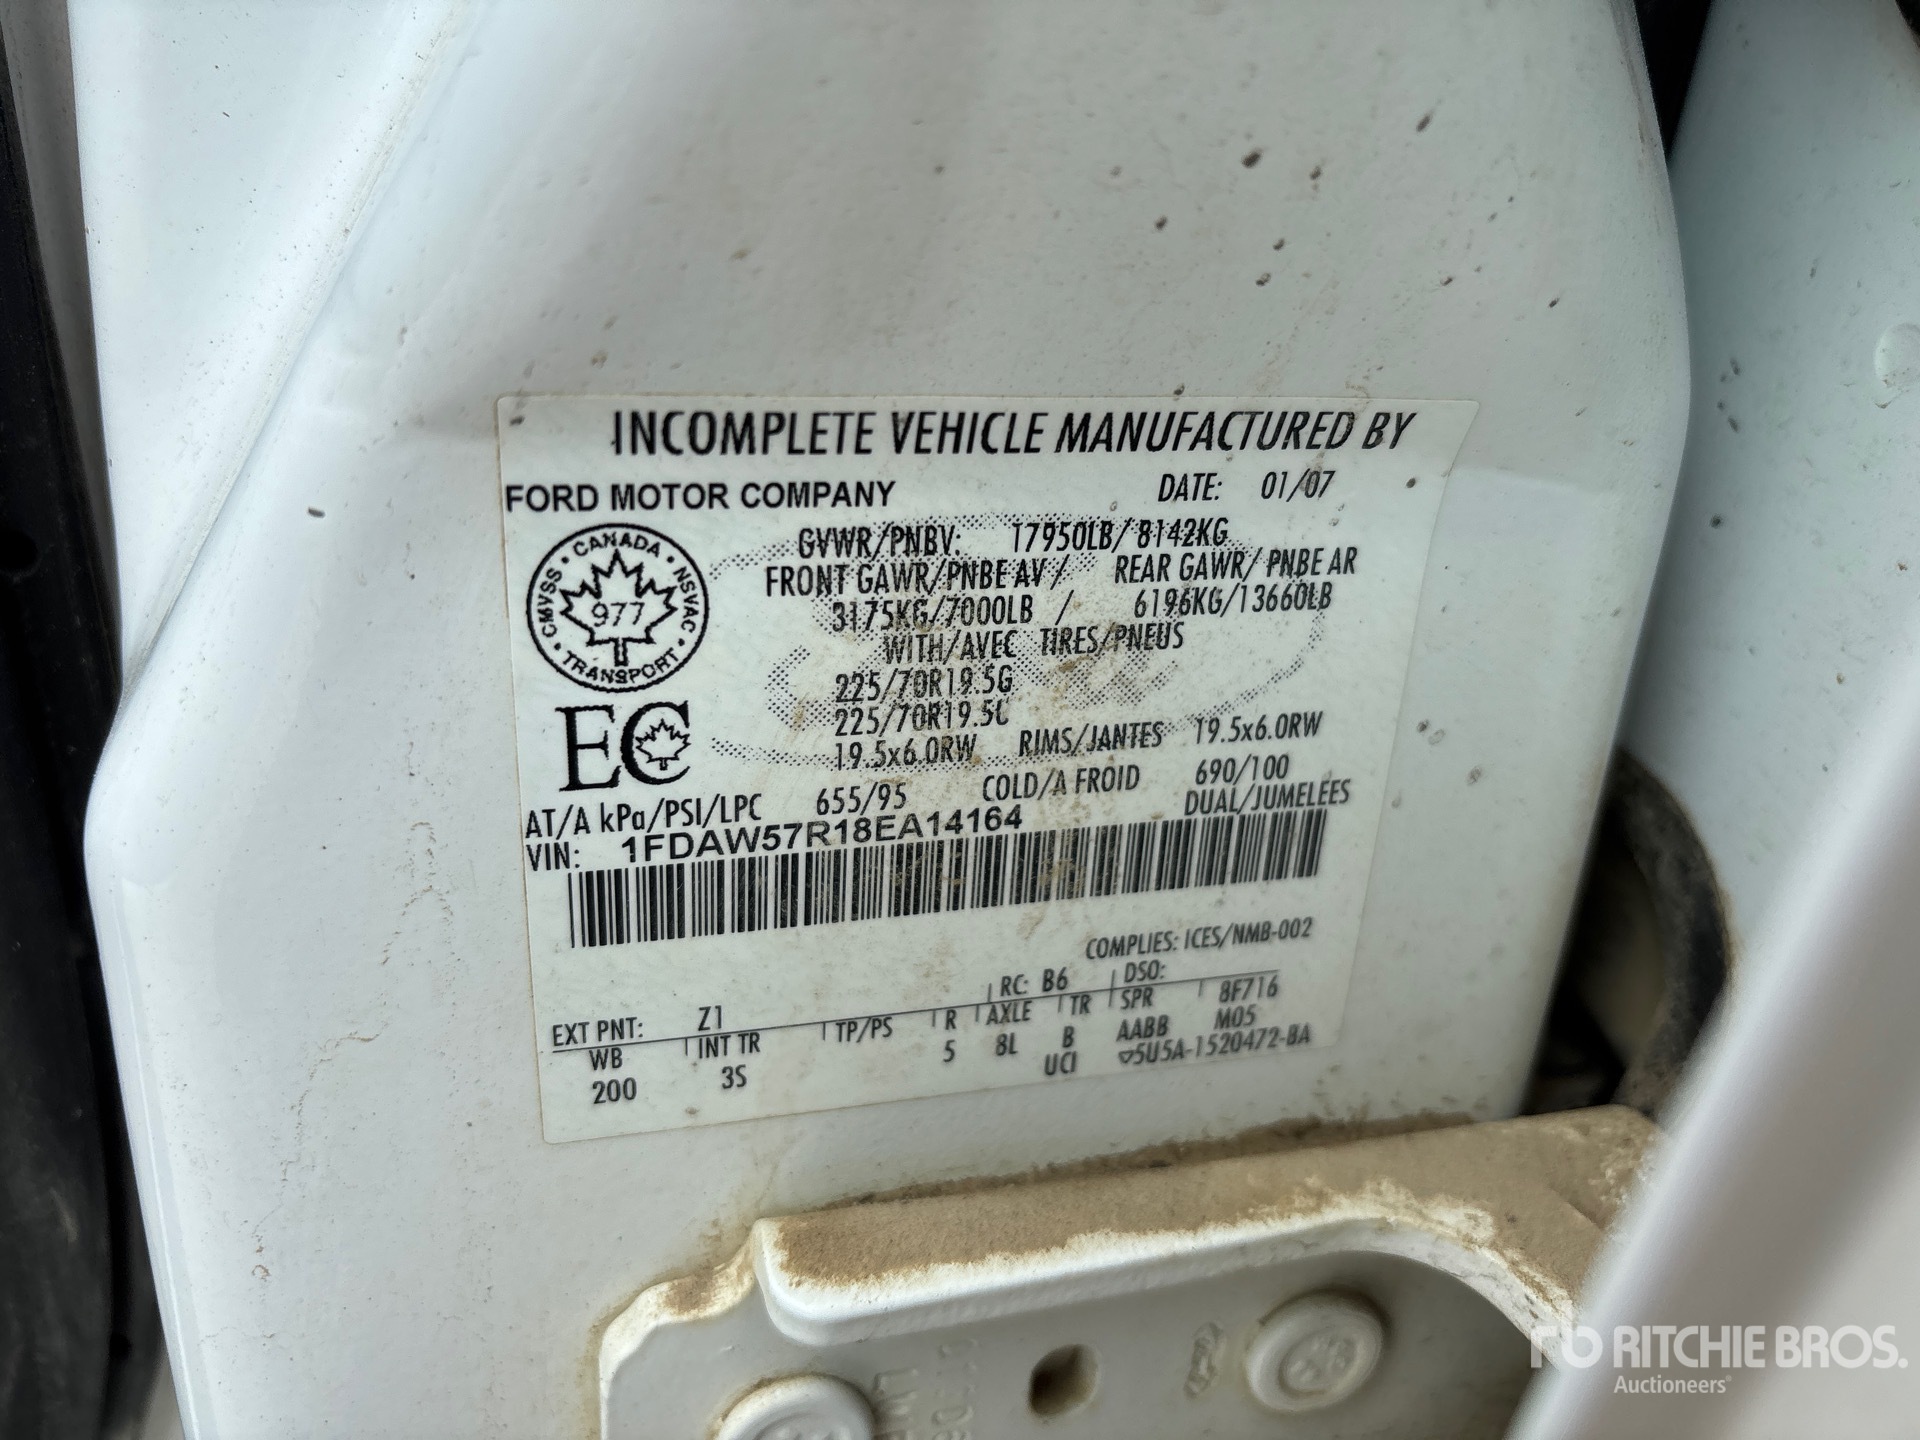 INCOMPLETE VEHICLE MANUFACTURED BY
FORD MOTOR COMPANY DATE: 01/07
GVWR/PNBV: 17950LB/ 8142KG
FRONT GAWR/PNBE AV / REAR GAWR/ PNBE AR
3175KG/7000LB / 6196KG/13660LB
WITH/AVEC TIRES/PNEUS
225/70R19.5G
225/70R19.5G
19.5x6.0RW RIMS/JANTES 19.5x6.0RW
AT/A kPa/PSI/LPC 655/95 COLD/A FROID 690/100
DUAL/JUMELEES
VIN: 1FDAW57R18EA14164
CANADA
CMVSS
977
NSVAC
TRANSPORT
EC
COMPLIES: ICES/NMB-002
EXT PNT: Z1 RC: B6 DSO:
WB INT TR TP/PS R AXLE TR SPR 8F716
200 3S 5 8L B AABB M05
UCI 5U5A-1520472-BA
RITCHIE BROS.
Auctioneers